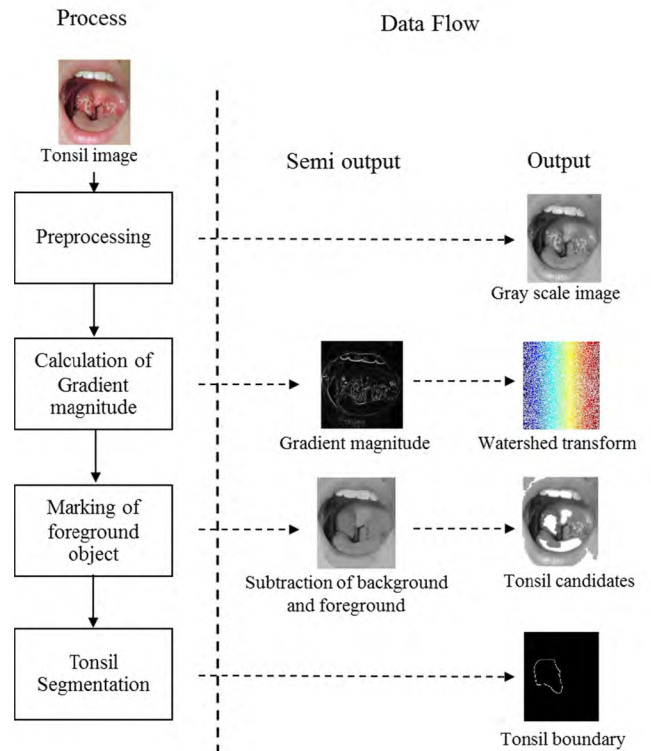 Process
Data Flow
Tonsil image
Semi output
Output
Preprocessing
Gray scale image
Calculation of
Gradient
magnitude
Gradient magnitude
Watershed transform
Marking of
foreground
object
Subtraction of background
and foreground
Tonsil candidates
Tonsil
Segmentation
Tonsil boundary